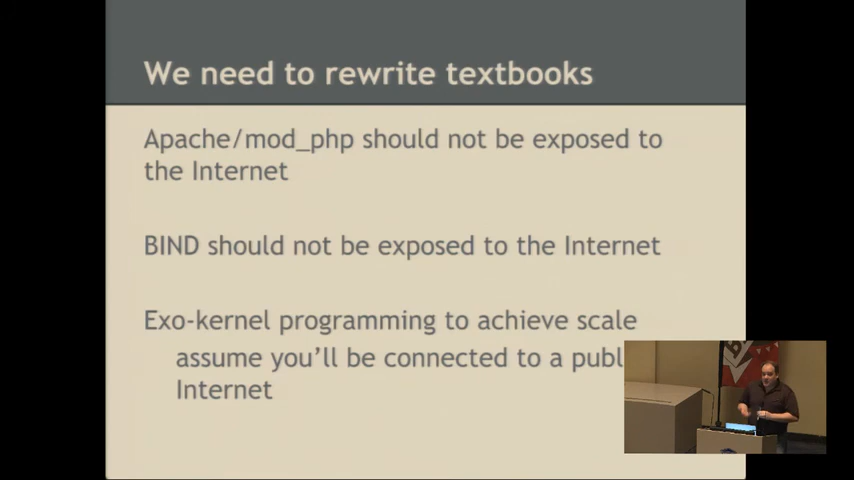 We need to rewrite textbooks
Apache/mod_php should not be exposed to
the Internet
BIND should not be exposed to the Internet
Exo-kernel programming to achieve scale
assume you'll be connected to a publ
Internet